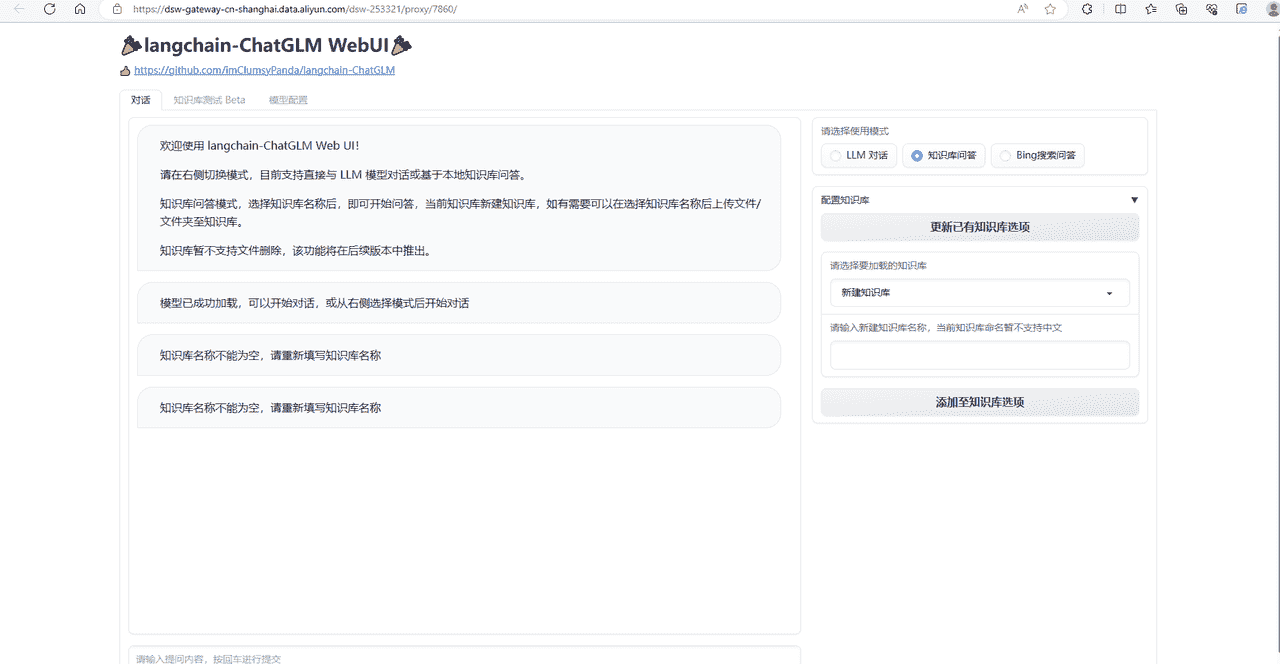 https://dsw-gateway-cn-shanghai.data.aliyun.com/dsw-253321/proxy/7860/
langchain-ChatGLM WebUI
https://github.com/imClumsyPanda/langchain-ChatGLM
对话 知识库测试 Beta 模型配置
欢迎使用 langchain-ChatGLM Web UI！
请在右侧切换模式，目前支持直接与 LLM 模型对话或基于本地知识库问答。
知识库问答模式，选择知识库名称后，即可开始问答，当前知识库新建知识库，如有需要可以在选择知识库名称后上传文件/
文件夹至知识库。
知识库暂不支持文件删除，该功能将在后续版本中推出。
模型已成功加载，可以开始对话，或从右侧选择模式后开始对话
知识库名称不能为空，请重新填写知识库名称
知识库名称不能为空，请重新填写知识库名称
请输入提问内容，按回车进行提交
请选择使用模式
LLM 对话 知识库问答 Bing搜索问答
配置知识库
更新已有知识库选项
请选择要加载的知识库
新建知识库
请输入新建知识库名称，当前知识库命名暂不支持中文
添加至知识库选项